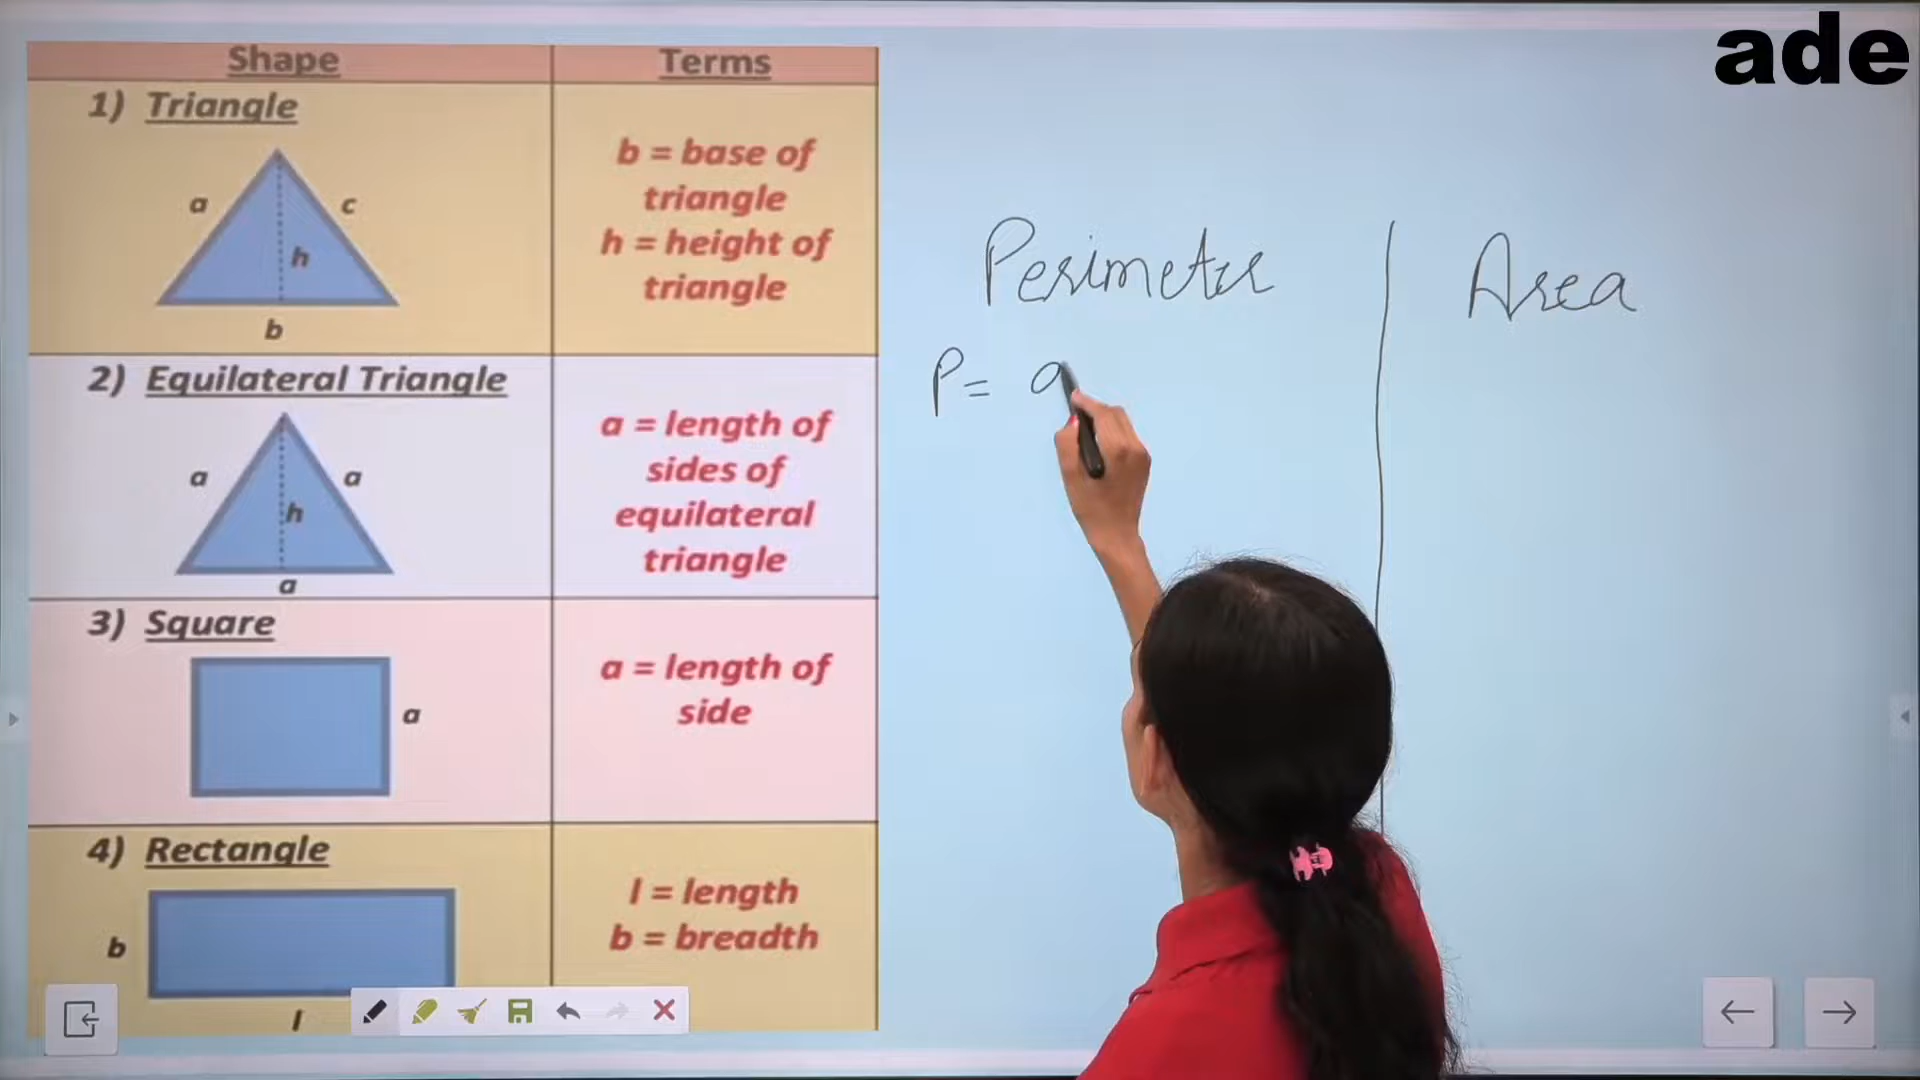 ade
Shape Terms
1) Triangle
a c
h
b
b = base of
triangle
h = height of
triangle
2) Equilateral Triangle
a a
h
a
a = length of
sides of
equilateral
triangle
3) Square
a
a = length of
side
4) Rectangle
b
l
l = length
b = breadth
Perimeter Area
P= a